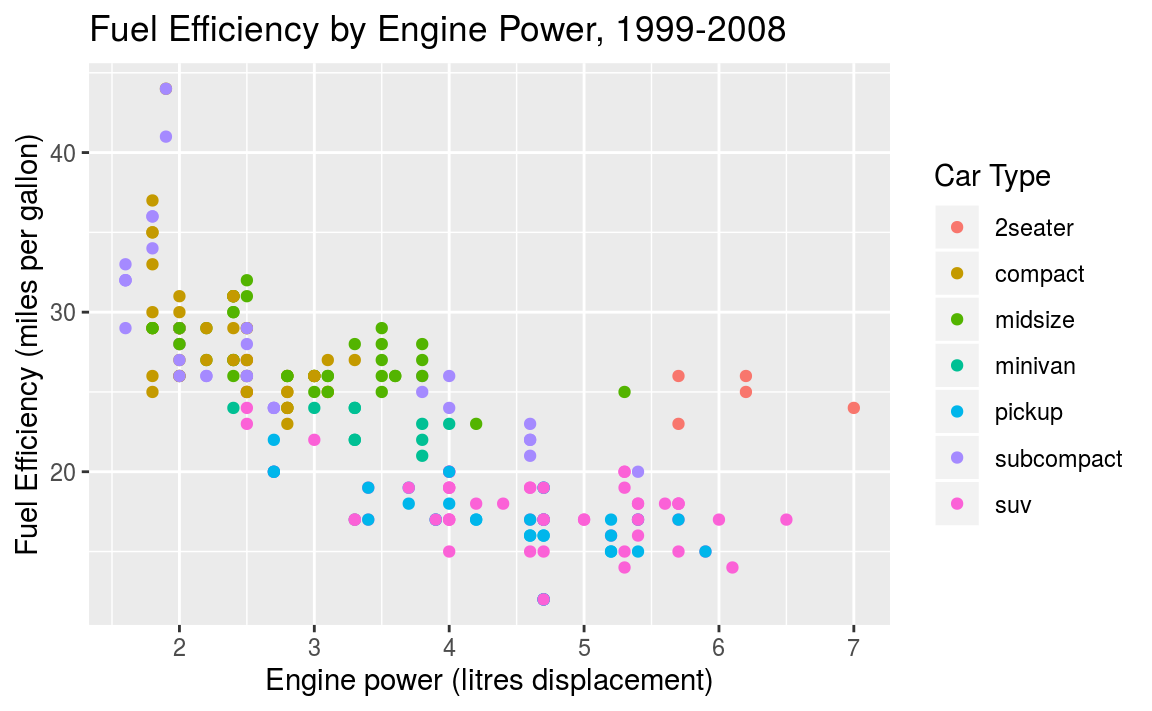 Fuel Efficiency by Engine Power, 1999-2008
Fuel Efficiency (miles per gallon)
40
30
20
2 3 4 5 6 7
Engine power (litres displacement)
Car Type
2seater
compact
midsize
minivan
pickup
subcompact
suv